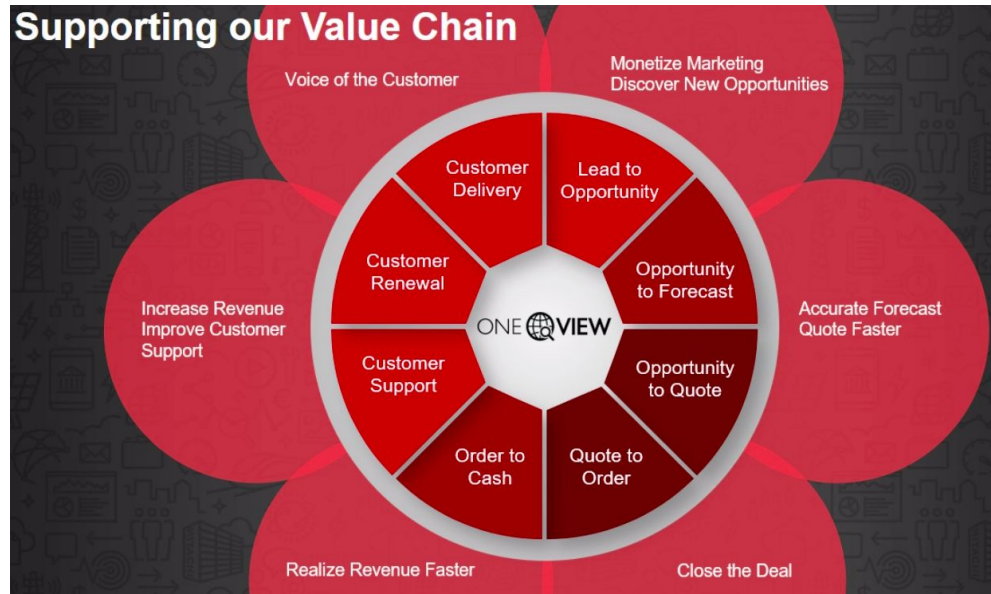 Supporting our Value Chain
Voice of the Customer
Monetize Marketing
Discover New Opportunities
Customer
Delivery
Lead to
Opportunity
Customer
Renewal
Opportunity
to Forecast
Increase Revenue
Improve Customer
Support
ONE VIEW
Accurate Forecast
Quote Faster
Customer
Support
Opportunity
to Quote
Order to
Cash
Quote to
Order
Realize Revenue Faster
Close the Deal